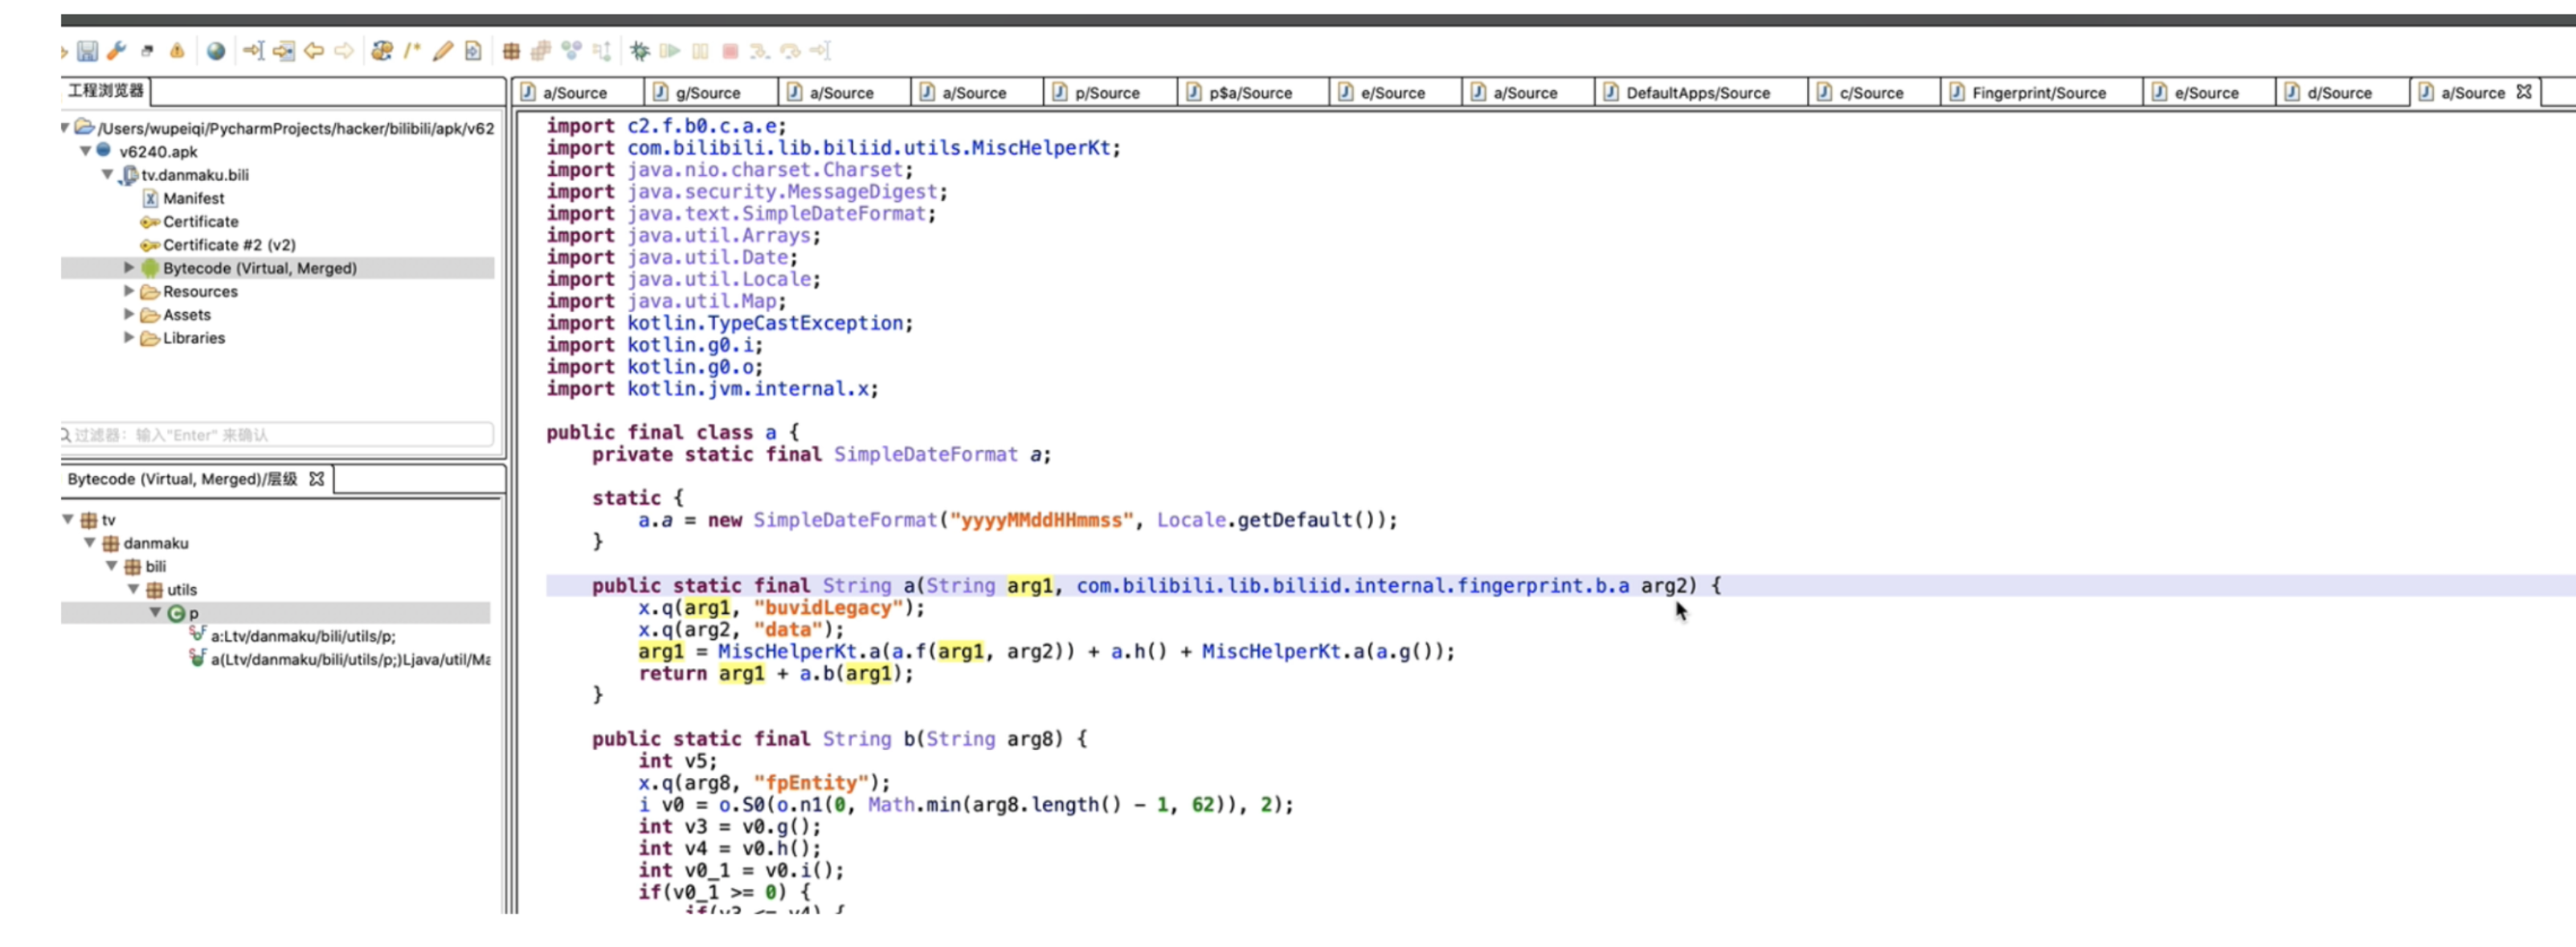 工程浏览器
/Users/wupeiqi/PycharmProjects/hacker/bilibili/apk/v62
v6240.apk
tv.danmaku.bili
Manifest
Certificate
Certificate #2 (v2)
Bytecode (Virtual, Merged)
Resources
Assets
Libraries
过滤器: 输入"Enter" 来确认
Bytecode (Virtual, Merged)/层级
tv
danmaku
bili
utils
p
a:Ltv/danmaku/bili/utils/p;
a(Ltv/danmaku/bili/utils/p;)Ljava/util/Ma
a/Source g/Source a/Source a/Source p/Source p$a/Source e/Source a/Source DefaultApps/Source c/Source Fingerprint/Source e/Source d/Source a/Source
import c2.f.b0.c.a.e;
import com.bilibili.lib.biliid.utils.MiscHelperKt;
import java.nio.charset.Charset;
import java.security.MessageDigest;
import java.text.SimpleDateFormat;
import java.util.Arrays;
import java.util.Date;
import java.util.Locale;
import java.util.Map;
import kotlin.TypeCastException;
import kotlin.g0.i;
import kotlin.g0.o;
import kotlin.jvm.internal.x;
public final class a {
private static final SimpleDateFormat a;
static {
a.a = new SimpleDateFormat("yyyyMMddHHmmss", Locale.getDefault());
}
public static final String a(String arg1, com.bilibili.lib.biliid.internal.fingerprint.b.a arg2) {
x.q(arg1, "buvidLegacy");
x.q(arg2, "data");
arg1 = MiscHelperKt.a(a.f(arg1, arg2)) + a.h() + MiscHelperKt.a(a.g());
return arg1 + a.b(arg1);
}
public static final String b(String arg8) {
int v5;
x.q(arg8, "fpEntity");
i v0 = o.S0(o.n1(0, Math.min(arg8.length() - 1, 62)), 2);
int v3 = v0.g();
int v4 = v0.h();
int v0_1 = v0.i();
if(v0_1 >= 0) {
if(v3 <= v4) {